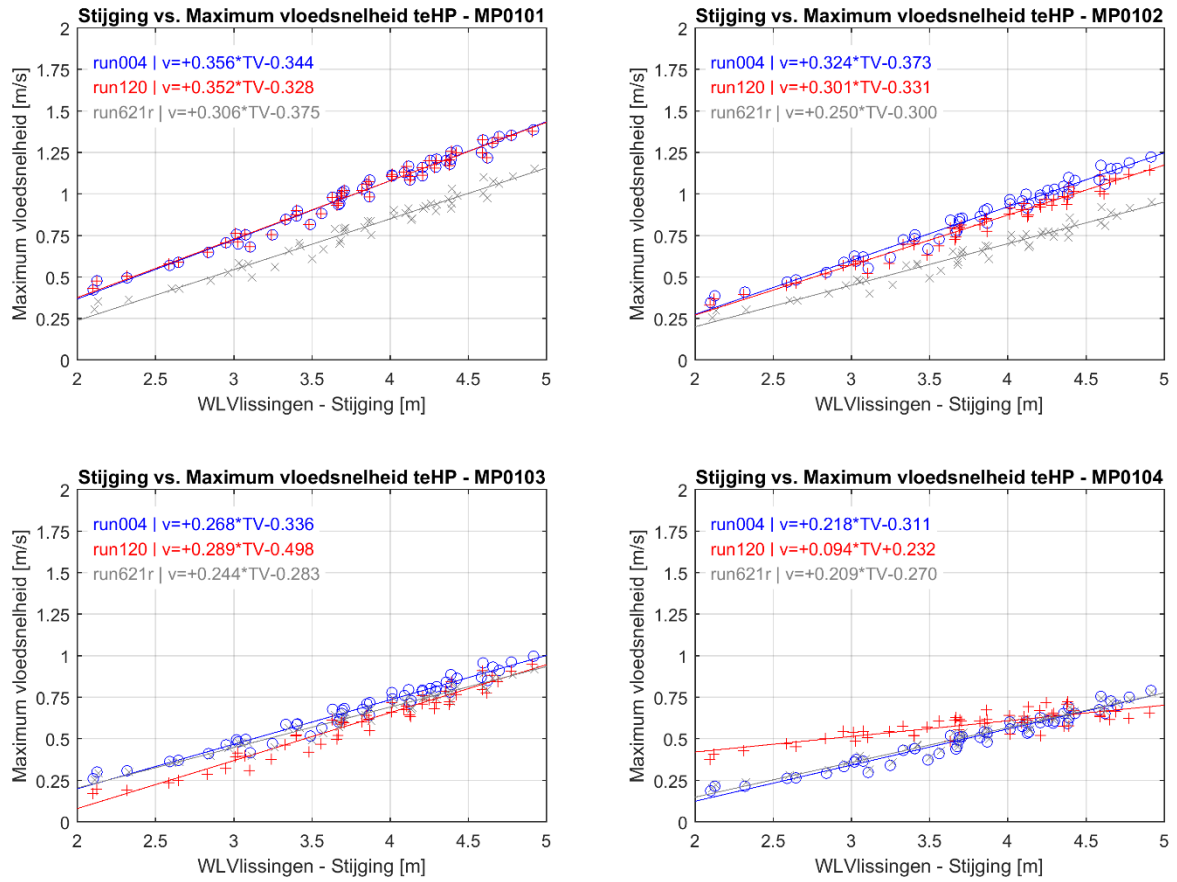 Stijging vs. Maximum vloedsnelheid teHP - MP0101
2
1.75
1.5
1.25
1
0.75
0.5
0.25
0
Maximum vloedsnelheid [m/s]
run004 | v=+0.356*TV-0.344
run120 | v=+0.352*TV-0.328
run621r | v=+0.306*TV-0.375
2 2.5 3 3.5 4 4.5 5
WLVlissingen - Stijging [m]
Stijging vs. Maximum vloedsnelheid teHP - MP0102
2
1.75
1.5
1.25
1
0.75
0.5
0.25
0
Maximum vloedsnelheid [m/s]
run004 | v=+0.324*TV-0.373
run120 | v=+0.301*TV-0.331
run621r | v=+0.250*TV-0.300
2 2.5 3 3.5 4 4.5 5
WLVlissingen - Stijging [m]
Stijging vs. Maximum vloedsnelheid teHP - MP0103
2
1.75
1.5
1.25
1
0.75
0.5
0.25
0
Maximum vloedsnelheid [m/s]
run004 | v=+0.268*TV-0.336
run120 | v=+0.289*TV-0.498
run621r | v=+0.244*TV-0.283
2 2.5 3 3.5 4 4.5 5
WLVlissingen - Stijging [m]
Stijging vs. Maximum vloedsnelheid teHP - MP0104
2
1.75
1.5
1.25
1
0.75
0.5
0.25
0
Maximum vloedsnelheid [m/s]
run004 | v=+0.218*TV-0.311
run120 | v=+0.094*TV+0.232
run621r | v=+0.209*TV-0.270
2 2.5 3 3.5 4 4.5 5
WLVlissingen - Stijging [m]